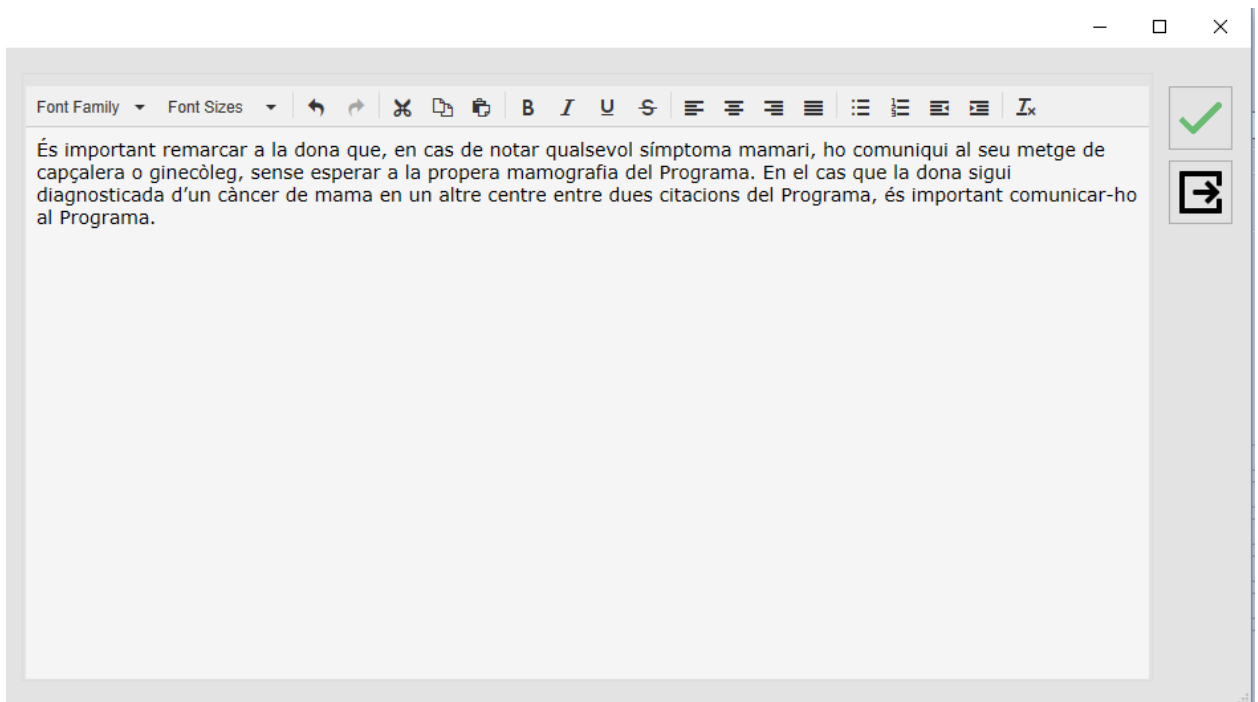 Font Family Font Sizes
És important remarcar a la dona que, en cas de notar qualsevol símptoma mamari, ho comuniqui al seu metge de
capçalera o ginecòleg, sense esperar a la propera mamografia del Programa. En el cas que la dona sigui
diagnosticada d’un càncer de mama en un altre centre entre dues citacions del Programa, és important comunicar-ho
al Programa.